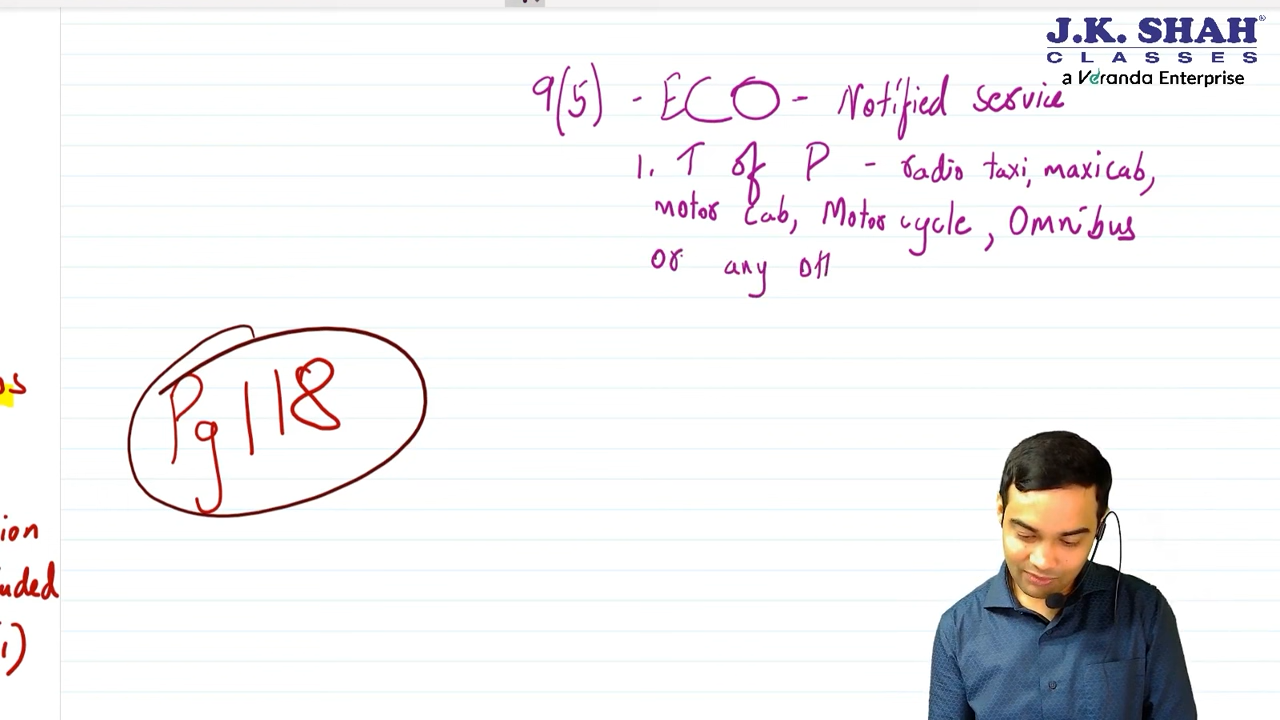 J.K. SHAH
CLASSES
a Veranda Enterprise
9(5) - ECO - Notified service
1. T of P - radio taxi, maxicab,
motor cab, Motor cycle, Omnibus
or any oth
Pg 118
ion
uded